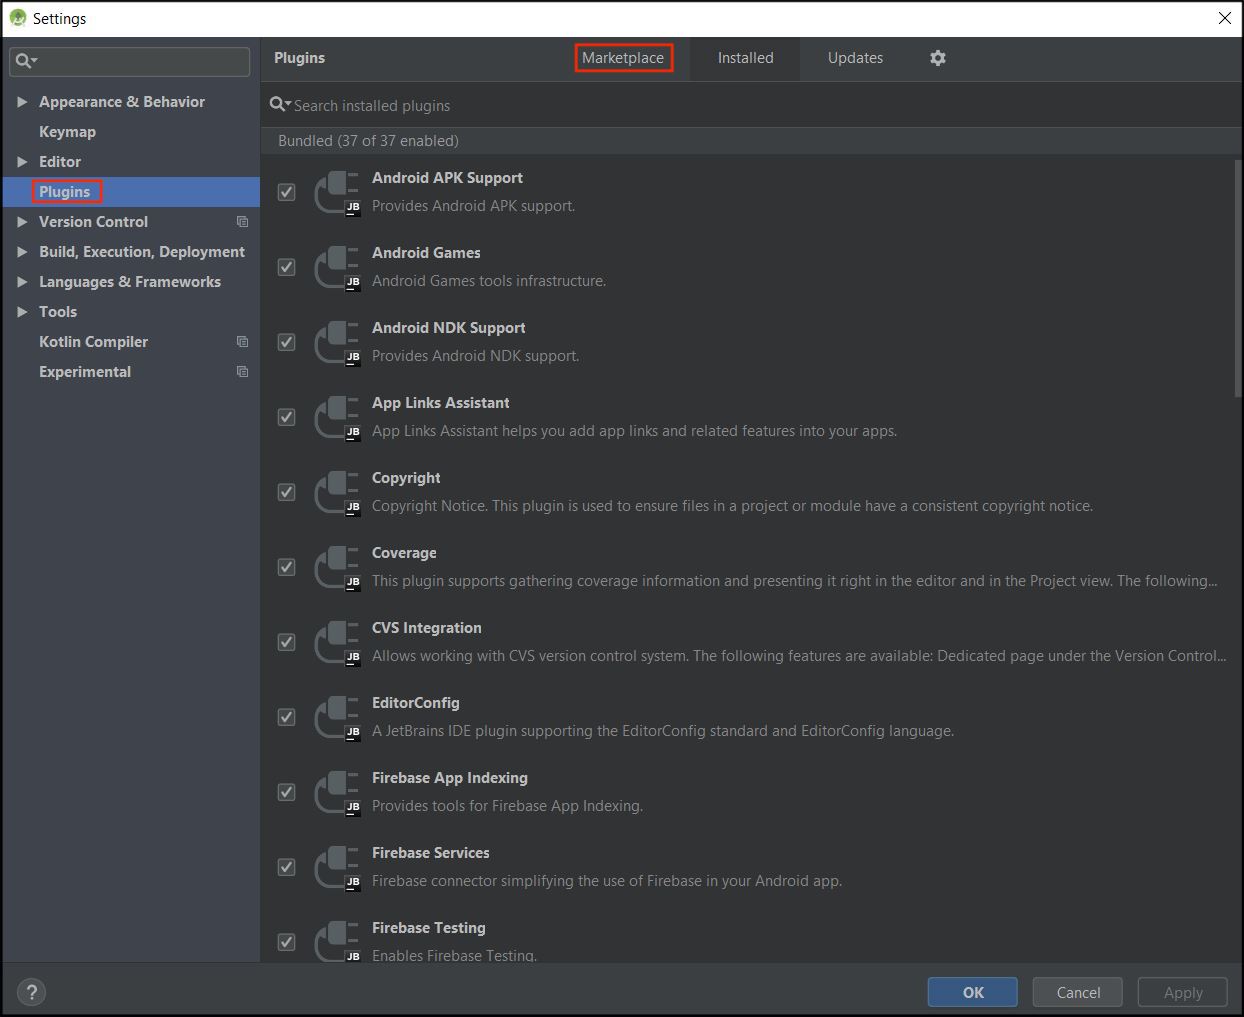 Settings
Plugins
Marketplace
Installed
Updates
Appearance & Behavior
Keymap
Editor
Plugins
Version Control
Build, Execution, Deployment
Languages & Frameworks
Tools
Kotlin Compiler
Experimental
Search installed plugins
Bundled (37 of 37 enabled)
Android APK Support
JB
Provides Android APK support.
Android Games
JB
Android Games tools infrastructure.
Android NDK Support
JB
Provides Android NDK support.
App Links Assistant
JB
App Links Assistant helps you add app links and related features into your apps.
Copyright
JB
Copyright Notice. This plugin is used to ensure files in a project or module have a consistent copyright notice.
Coverage
JB
This plugin supports gathering coverage information and presenting it right in the editor and in the Project view. The following...
CVS Integration
JB
Allows working with CVS version control system. The following features are available: Dedicated page under the Version Control...
EditorConfig
JB
A JetBrains IDE plugin supporting the EditorConfig standard and EditorConfig language.
Firebase App Indexing
JB
Provides tools for Firebase App Indexing.
Firebase Services
JB
Firebase connector simplifying the use of Firebase in your Android app.
Firebase Testing
JB
Enables Firebase Testing.
?
OK
Cancel
Apply